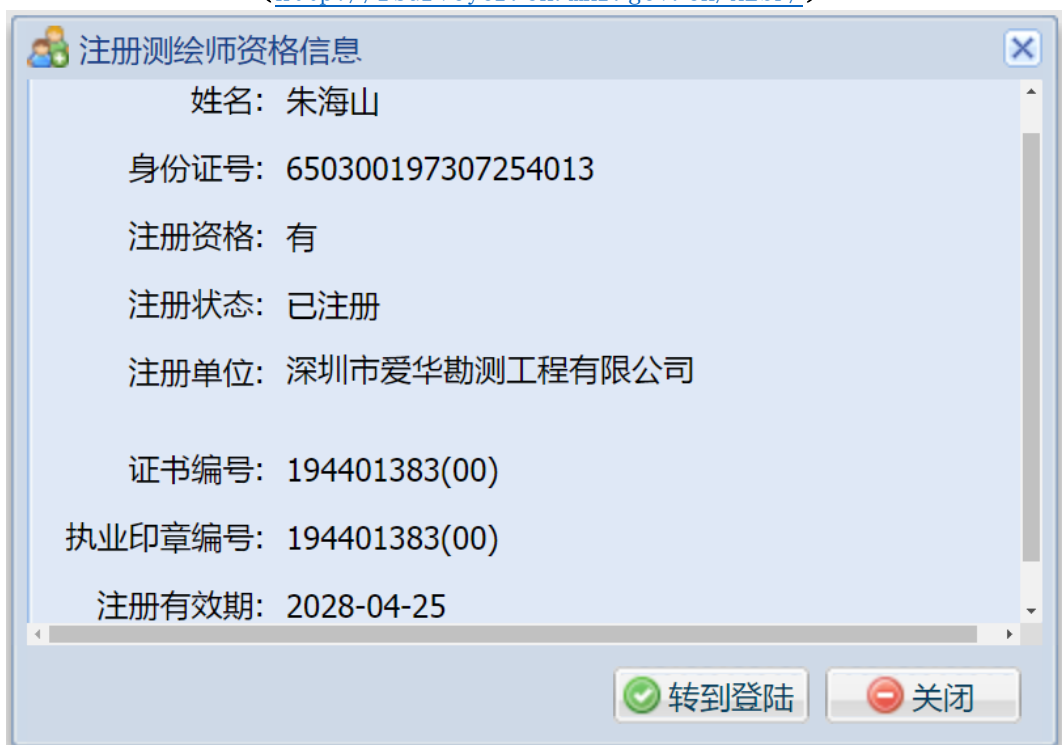 注册测绘师资格信息
姓名: 朱海山
身份证号: 650300197307254013
注册资格: 有
注册状态: 已注册
注册单位: 深圳市爱华勘测工程有限公司
证书编号: 194401383(00)
执业印章编号: 194401383(00)
注册有效期: 2028-04-25
转到登陆 关闭